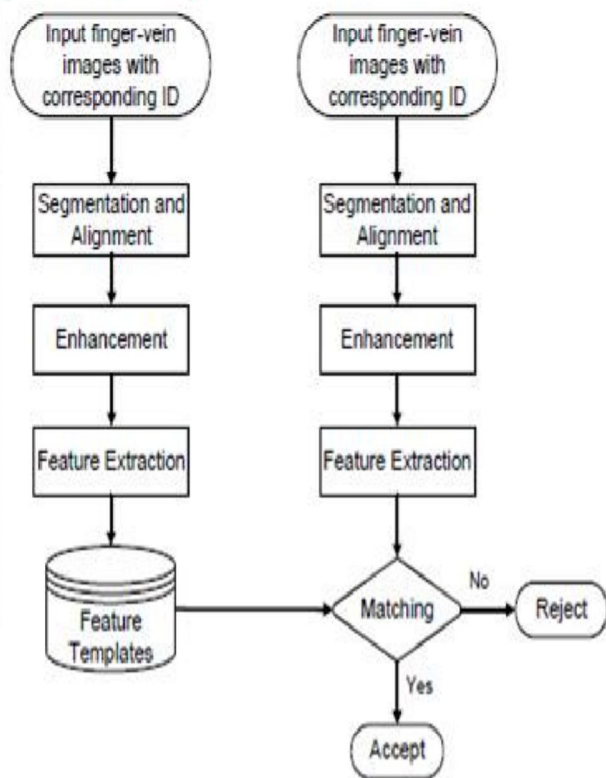 Input finger-vein
images with
corresponding ID
Segmentation and
Alignment
Enhancement
Feature Extraction
Feature
Templates
Input finger-vein
images with
corresponding ID
Segmentation and
Alignment
Enhancement
Feature Extraction
Matching
No
Reject
Yes
Accept